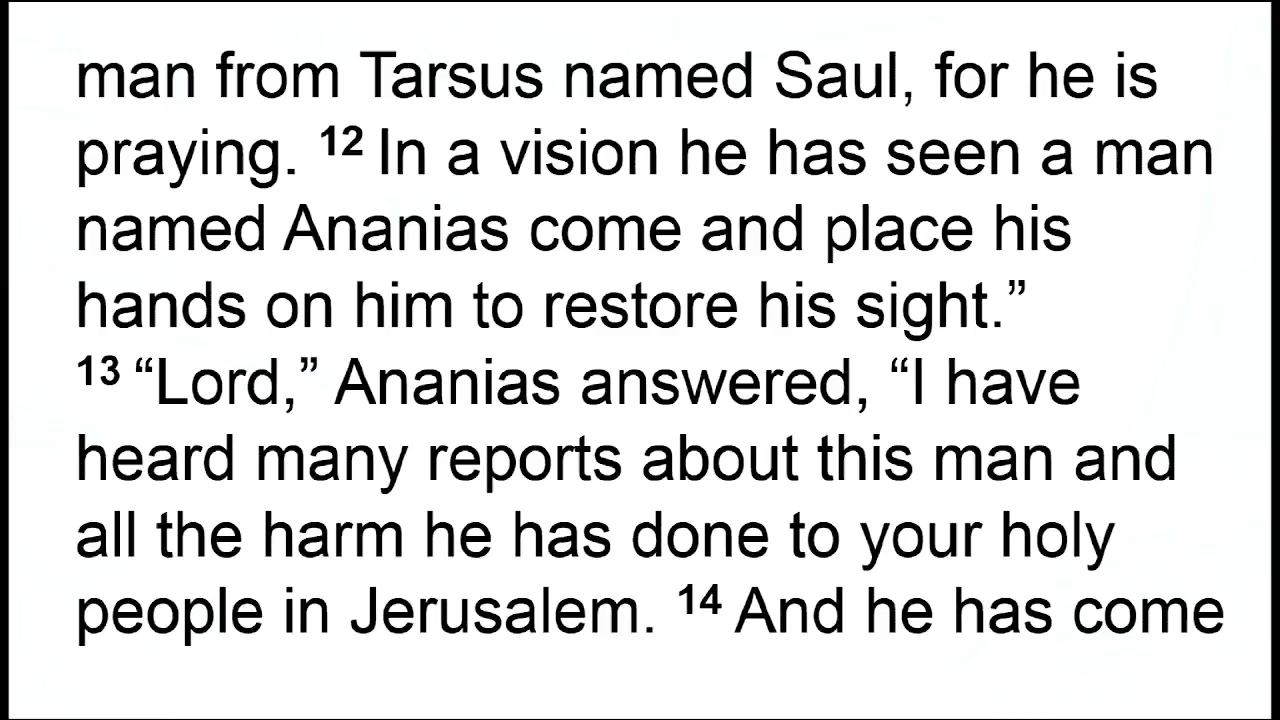 man from Tarsus named Saul, for he is
praying. 12 In a vision he has seen a man
named Ananias come and place his
hands on him to restore his sight.”
13 “Lord,” Ananias answered, “I have
heard many reports about this man and
all the harm he has done to your holy
people in Jerusalem. 14 And he has come